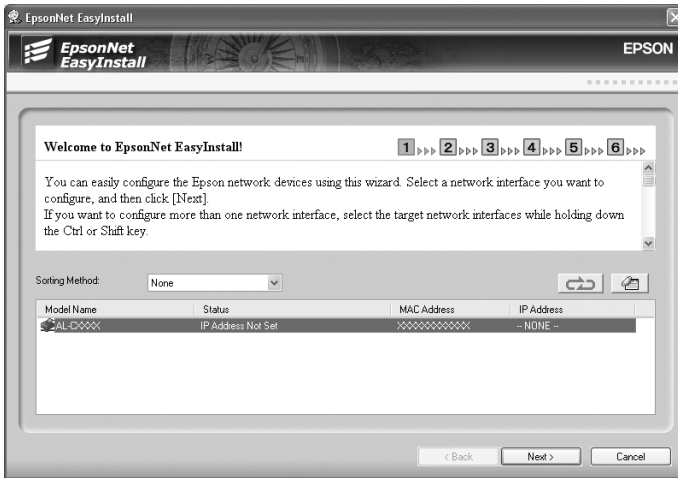 EpsonNet EasyInstall
EpsonNet
EasyInstall
EPSON
Welcome to EpsonNet EasyInstall!
1 2 3 4 5 6
You can easily configure the Epson network devices using this wizard. Select a network interface you want to
configure, and then click [Next].
If you want to configure more than one network interface, select the target network interfaces while holding down
the Ctrl or Shift key.
Sorting Method: None
Model Name Status MAC Address IP Address
AL-CXXXX IP Address Not Set XXXXXXXXXXXX -- NONE --
< Back Next > Cancel